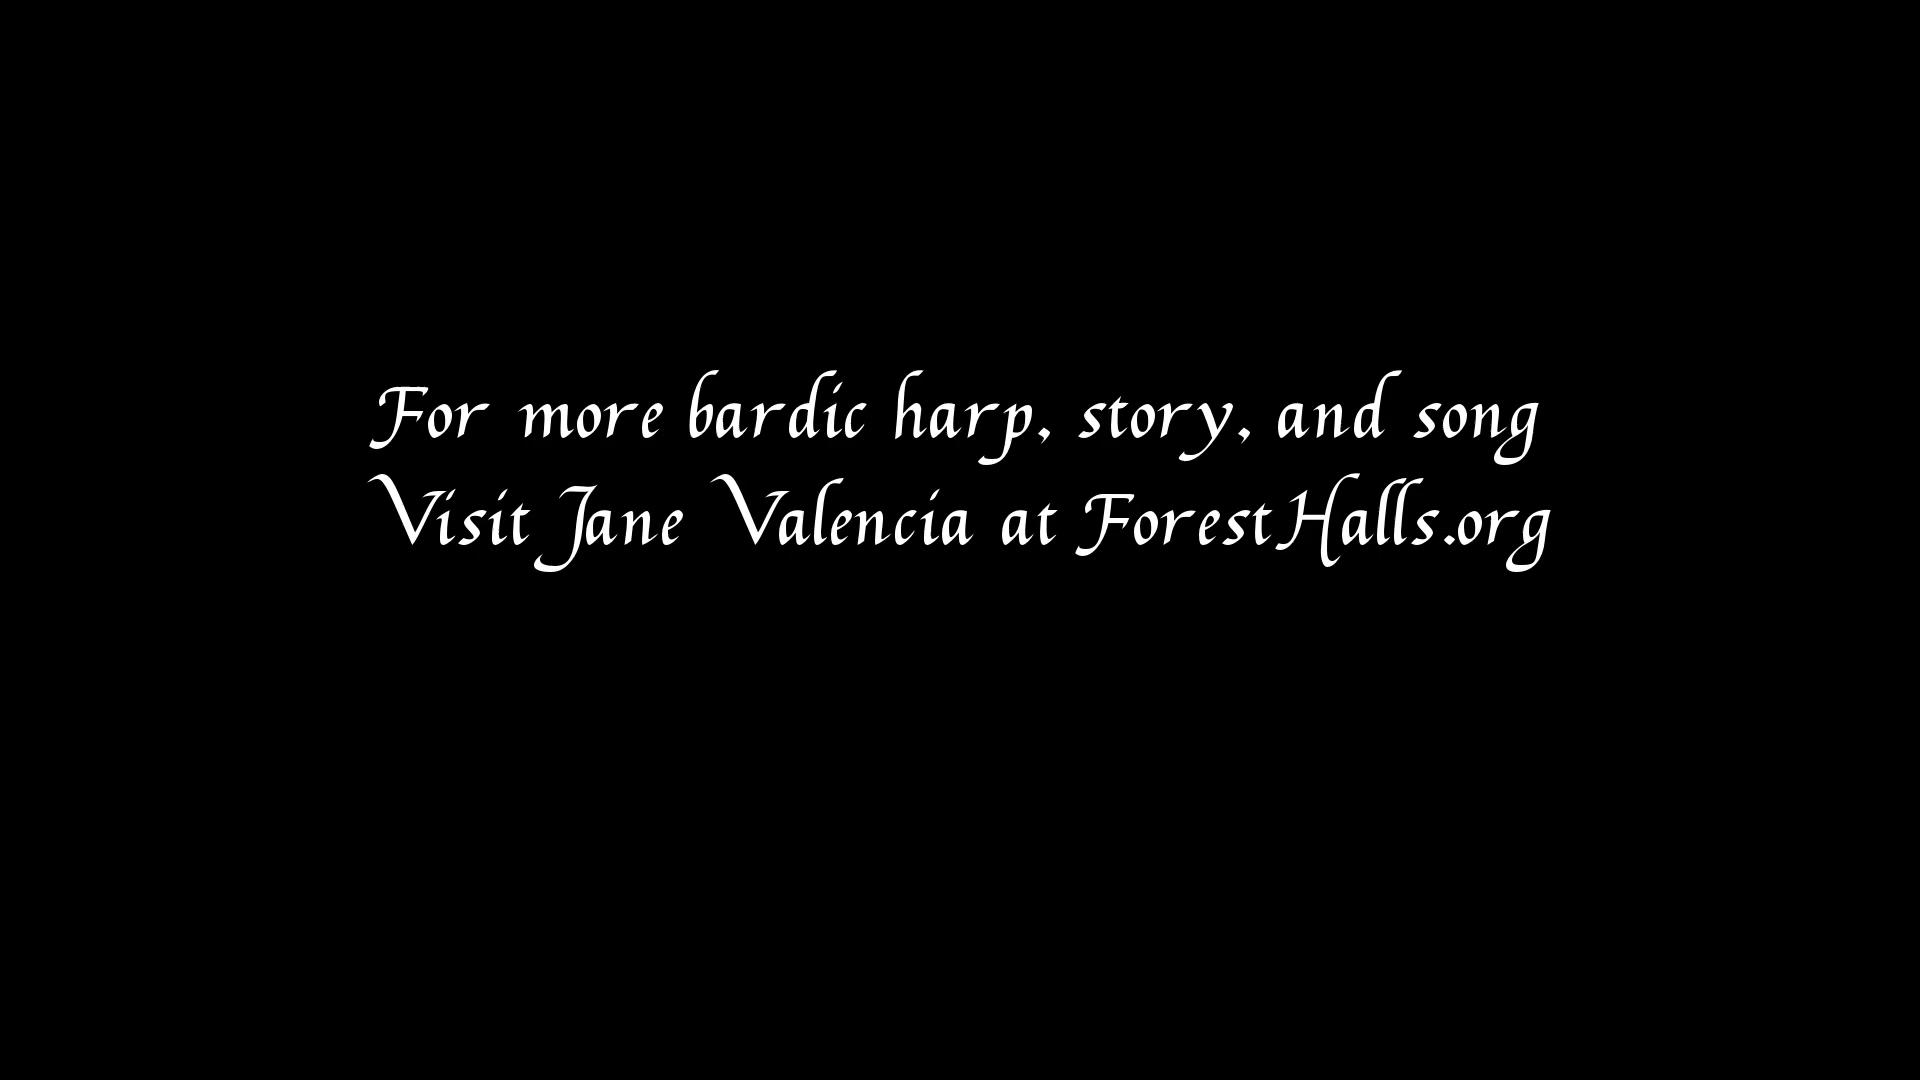 For more bardic harp, story, and song
Visit Jane Valencia at ForestHalls.org